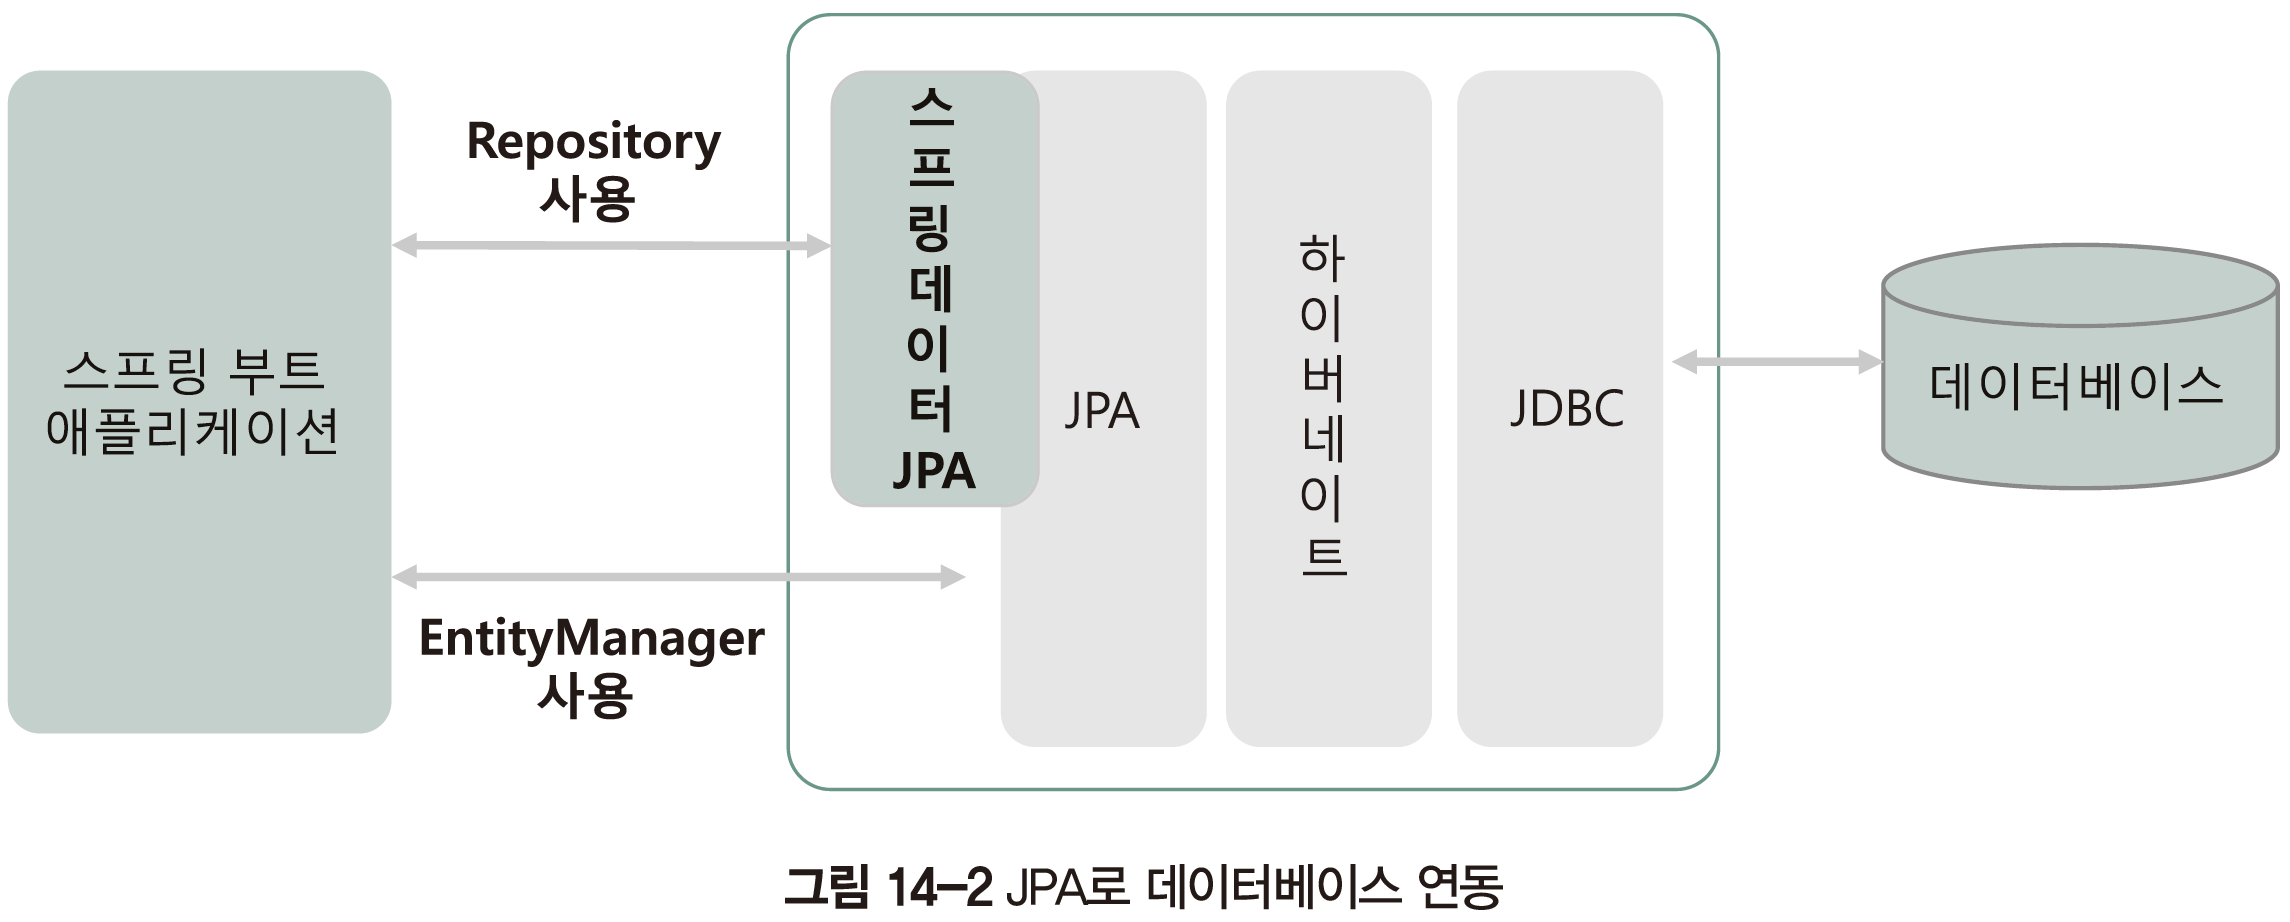 스프링 부트
애플리케이션
Repository
사용
EntityManager
사용
스프링데이터
JPA
JPA
하이버네이트
JDBC
데이터베이스
그림 14-2 JPA로 데이터베이스 연동